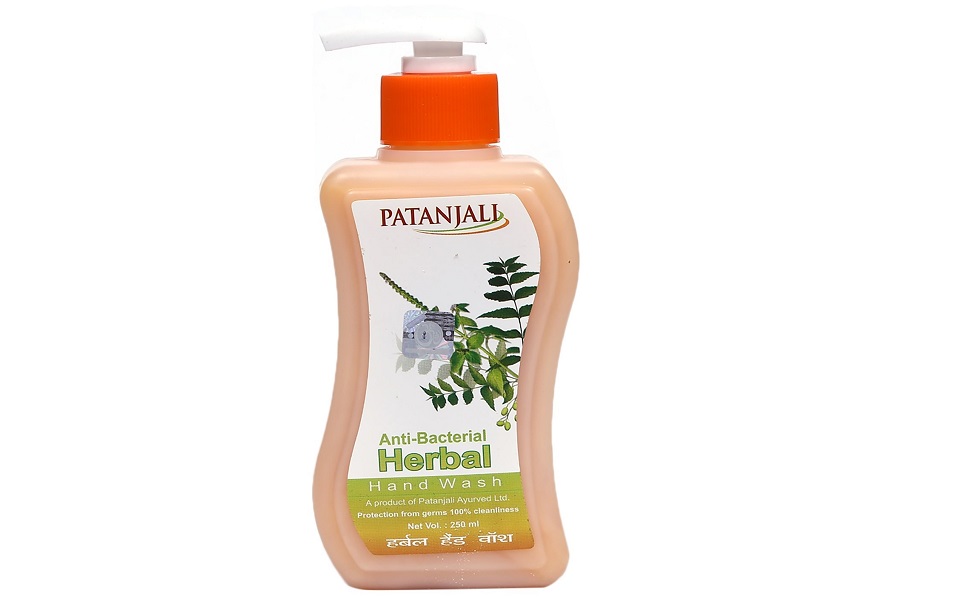 PATANJALI
Anti-Bacterial
Herbal
Hand Wash
A product of Patanjali Ayurved Ltd.
Protection from germs 100% cleanliness
Net Vol. : 250 ml
हर्बल हैंड वॉश